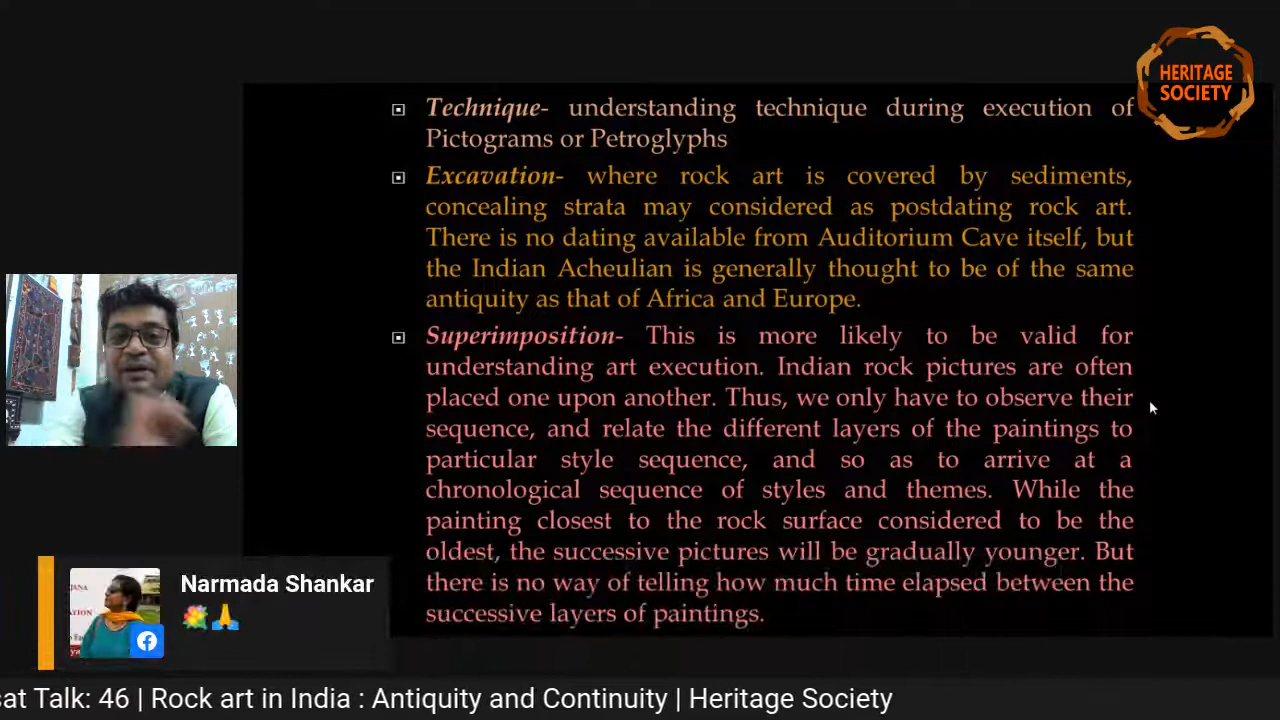 HERITAGE
SOCIETY
Technique- understanding technique during execution of
Pictograms or Petroglyphs
Excavation- where rock art is covered by sediments,
concealing strata may considered as postdating rock art.
There is no dating available from Auditorium Cave itself, but
the Indian Acheulian is generally thought to be of the same
antiquity as that of Africa and Europe.
Superimposition- This is more likely to be valid for
understanding art execution. Indian rock pictures are often
placed one upon another. Thus, we only have to observe their
sequence, and relate the different layers of the paintings to
particular style sequence, and so as to arrive at a
chronological sequence of styles and themes. While the
painting closest to the rock surface considered to be the
oldest, the successive pictures will be gradually younger. But
there is no way of telling how much time elapsed between the
successive layers of paintings.
Narmada Shankar
💐🙏
sat Talk: 46 | Rock art in India : Antiquity and Continuity | Heritage Society